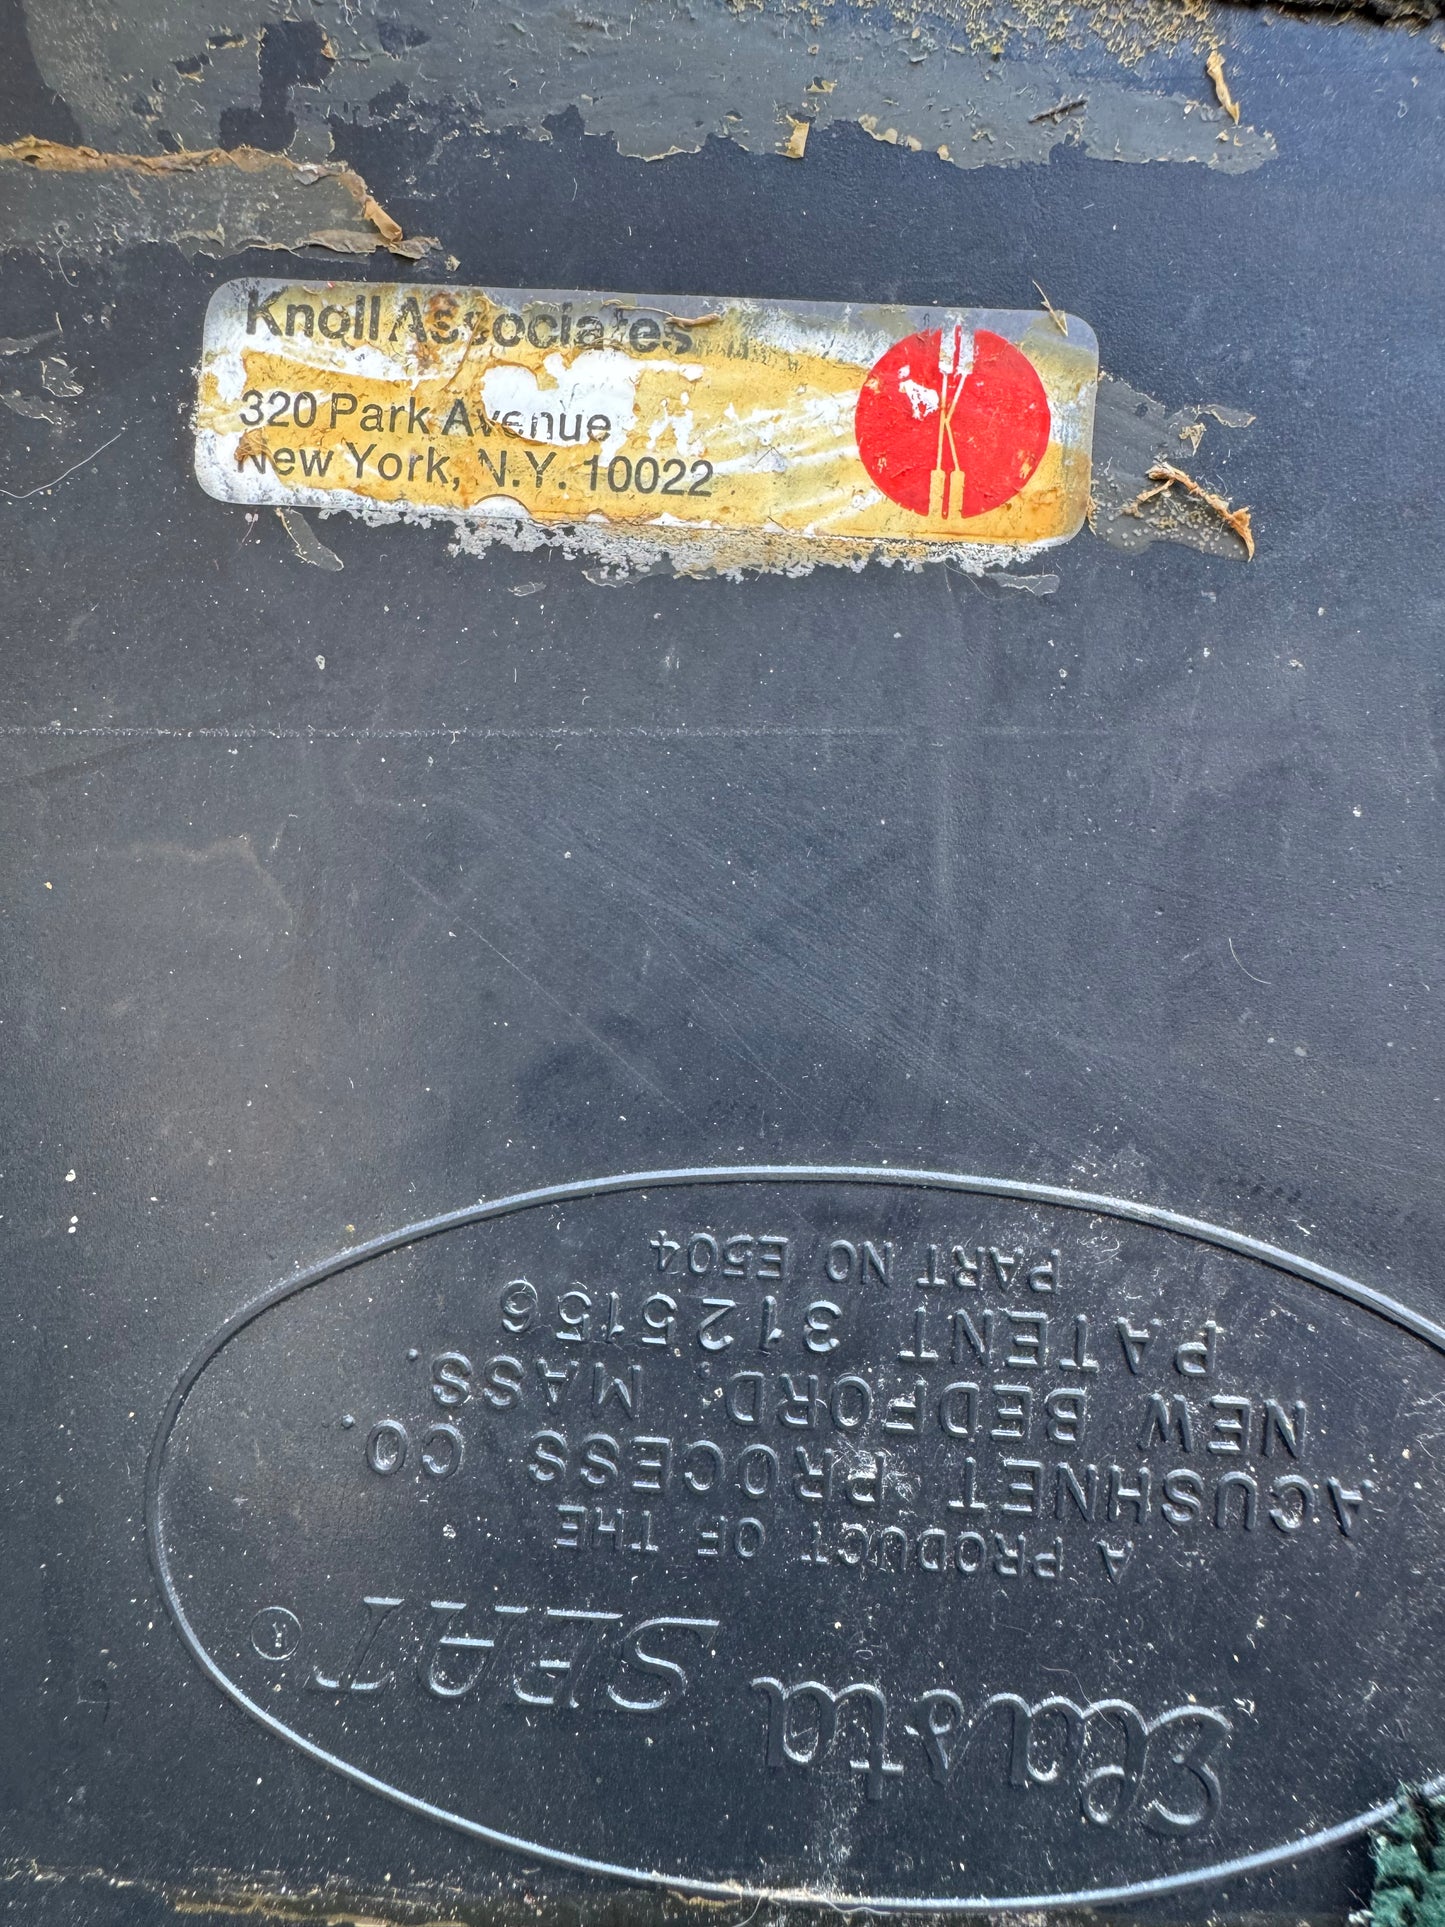 Knoll Associates
320 Park Avenue
New York, N.Y. 10022
Elasta SEAT ®
A PRODUCT OF THE
ACUSHNET PROCESS CO.
NEW BEDFORD, MASS.
PATENT 3125156
PART NO E504